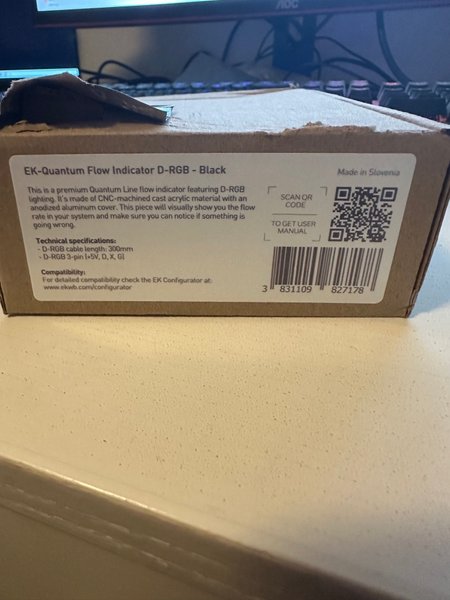 AOC
EK-Quantum Flow Indicator D-RGB - Black
Made in Slovenia
This is a premium Quantum Line flow indicator featuring D-RGB
lighling. It's made of CNC-machined cast acrylic material with an
anodized aluminum cover. This piece will visually show you the flow
rate in your system and make sure you can notice if something is
going wrong.
SCAN QR
CODE
TO GET USER
MANUAL
Technical specifications:
- D-RGB cable length: 300mm
- D-RGB 3-pin (+5V, D, X, G)
Compatibility:
For detailed compatibility check the EK Configurator at:
www.ekwb.com/configurator
3 831109 827178